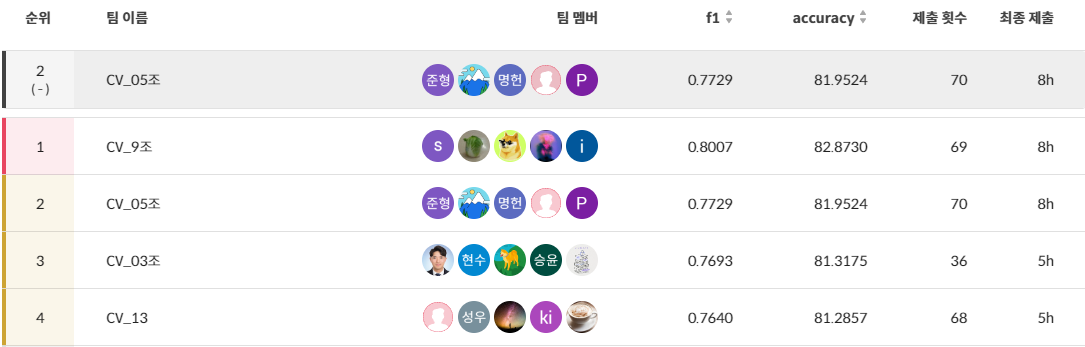 순위 팀 이름 팀 멤버 f1 accuracy 제출 횟수 최종 제출
2 CV_05조 준형 명헌 P 0.7729 81.9524 70 8h
(-)
1 CV_9조 s i 0.8007 82.8730 69 8h
2 CV_05조 준형 명헌 P 0.7729 81.9524 70 8h
3 CV_03조 현수 승윤 0.7693 81.3175 36 5h
4 CV_13 성우 ki 0.7640 81.2857 68 5h